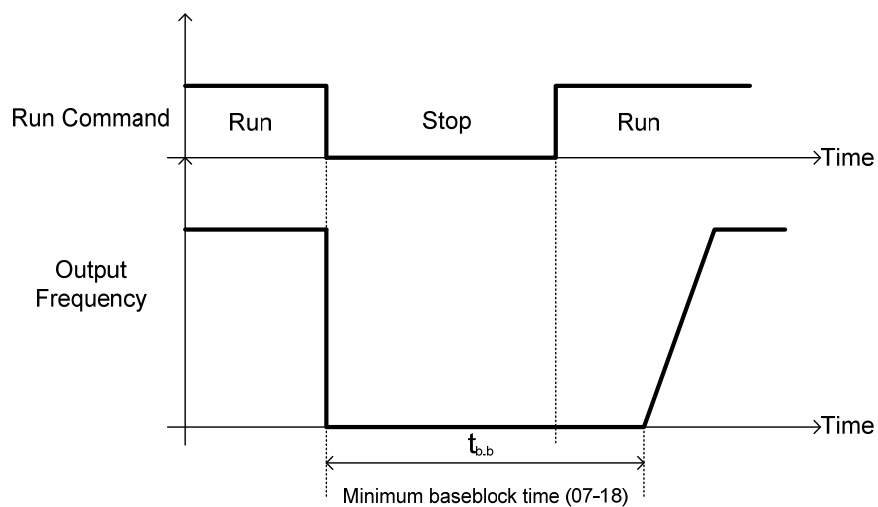 Run Command
Run
Stop
Run
Time
Output
Frequency
Time
tb.b
Minimum baseblock time (07-18)